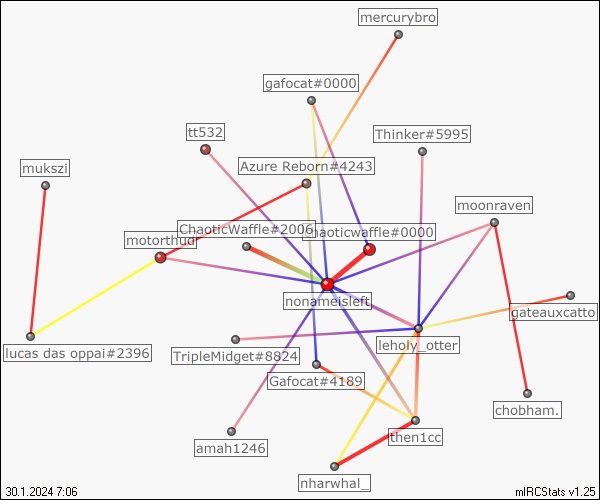 mercurybro
gafocat#0000
tt532
Thinker#5995
mukszi
Azure Reborn#4243
moonraven
ChaoticWaffle#2006
chaoticwaffle#0000
motorthud
nonameisleft
gateauxcatto
lucas das oppai#2396
leholy_otter
TripleMidget#8824
Gafocat#4189
chobham.
then1cc
amah1246
nharwhal_
30.1.2024 7:06
mIRCStats v1.25